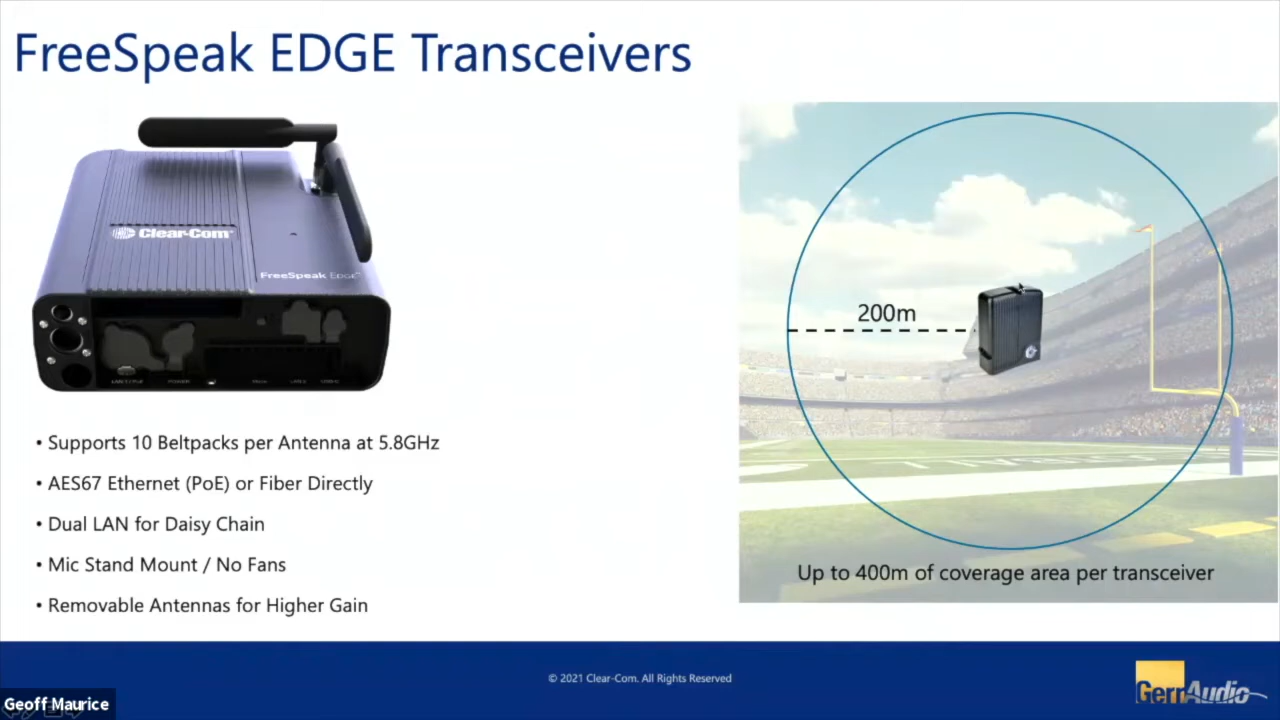 FreeSpeak EDGE Transceivers
Clear-Com
FreeSpeak EDGE
• Supports 10 Beltpacks per Antenna at 5.8GHz
• AES67 Ethernet (PoE) or Fiber Directly
• Dual LAN for Daisy Chain
• Mic Stand Mount / No Fans
• Removable Antennas for Higher Gain
200m
Up to 400m of coverage area per transceiver
© 2021 Clear-Com. All Rights Reserved
GerrAudio
Geoff Maurice